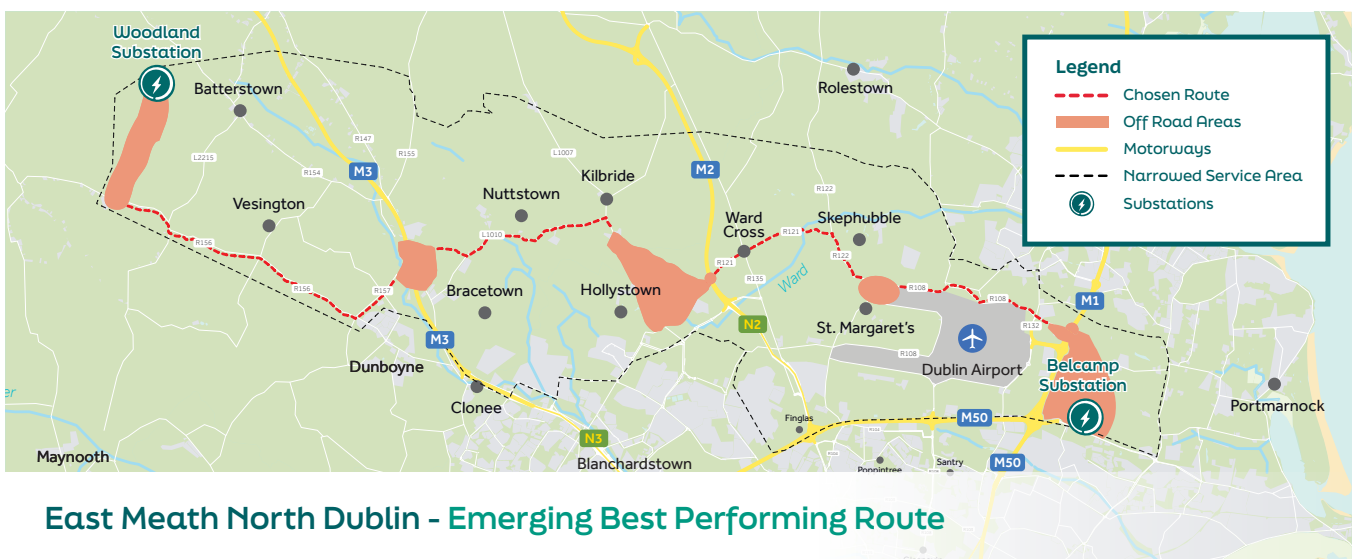 Woodland
Substation
Batterstown
Rolestown
Legend
Chosen Route
Off Road Areas
Motorways
Narrowed Service Area
Substations
R147
R155
L1007
L2215
R154
M3
M2
Kilbride
Nuttstown
R122
Vesington
Ward
Cross
Skephubble
L1010
R121
R156
R122
R121
R135
Ward
R156
R157
Bracetown
Hollystown
R108
R108
M1
St. Margaret's
N2
R132
M3
R108
Dublin Airport
Belcamp
Substation
Dunboyne
Clonee
Portmarnock
Finglas
M50
R104
N3
Blanchardstown
Maynooth
er
Poppintree
Santry
M50
East Meath North Dublin - Emerging Best Performing Route